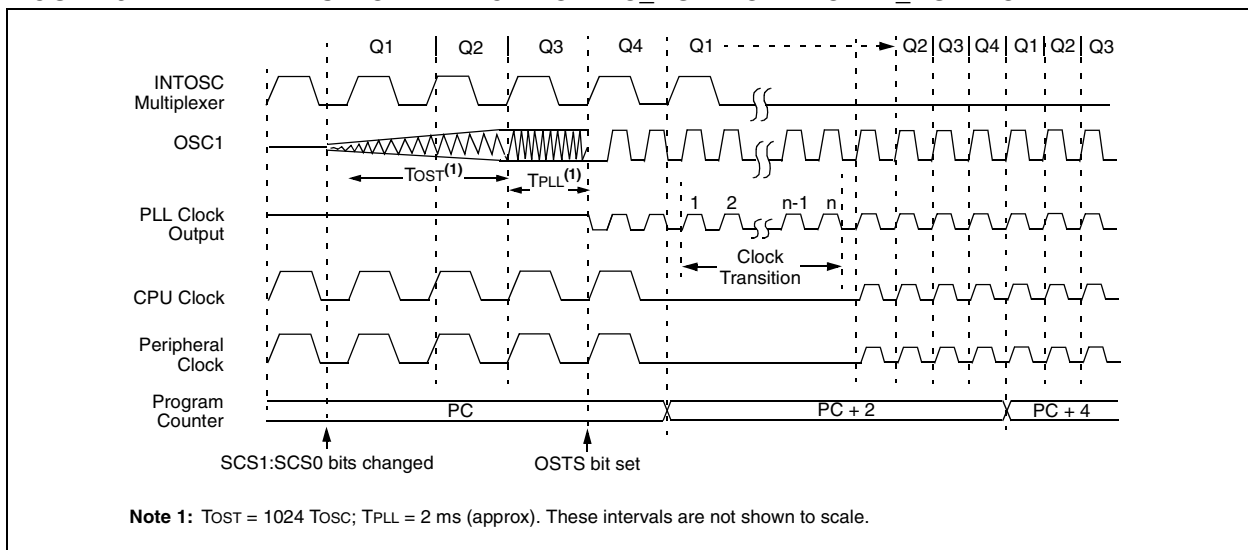 Q1 Q2 Q3 Q4 Q1 Q2 Q3 Q4 Q1 Q2 Q3
INTOSC
Multiplexer
OSC1
TOST(1) TPLL(1)
PLL Clock
Output
1 2 n-1 n
Clock
Transition
CPU Clock
Peripheral
Clock
Program
Counter
PC PC + 2 PC + 4
SCS1:SCS0 bits changed OSTS bit set
Note 1: TOST = 1024 TOSC; TPLL = 2 ms (approx). These intervals are not shown to scale.